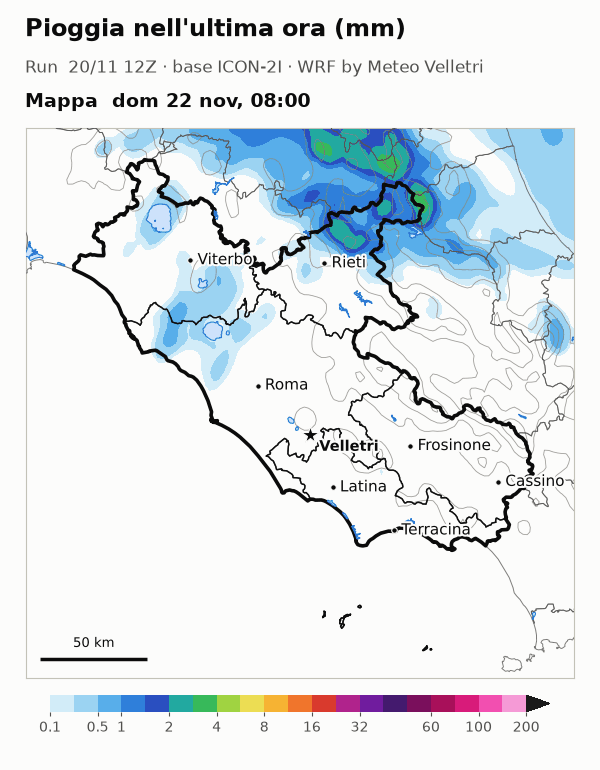 Pioggia nell'ultima ora (mm)
Run  20/11 12Z · base ICON-2I · WRF by Meteo Velletri
Mappa  dom 22 nov, 08:00
Viterbo
Rieti
Roma
Velletri
Frosinone
Latina
Cassino
Terracina
50 km
0.1 0.5 1 2 4 8 16 32 60 100 200